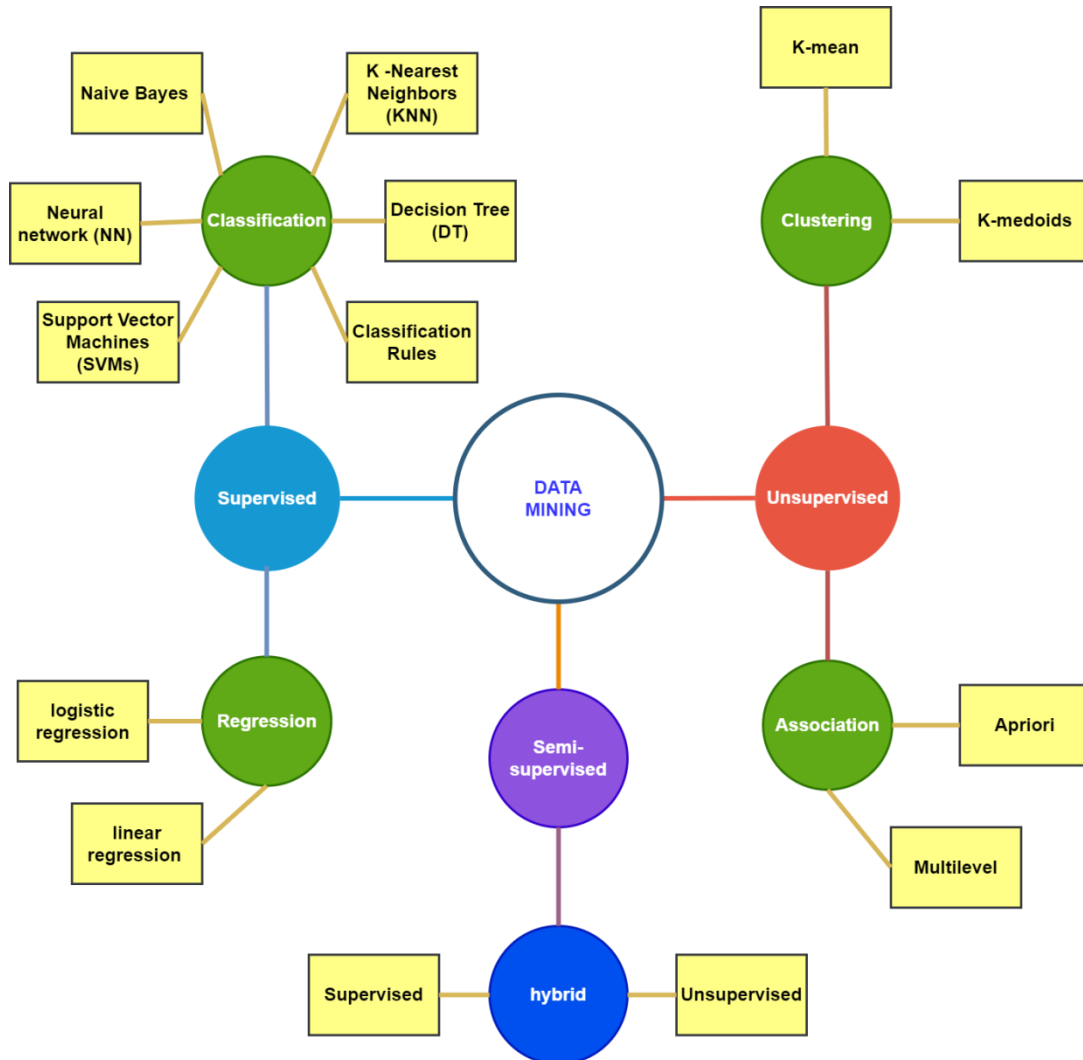 K-mean
Naive Bayes
K -Nearest
Neighbors
(KNN)
Neural
network (NN)
Classification
Decision Tree
(DT)
Clustering
K-medoids
Support Vector
Machines
(SVMs)
Classification
Rules
Supervised
DATA
MINING
Unsupervised
logistic
regression
Regression
Semi-
supervised
Association
Apriori
linear
regression
Multilevel
Supervised
hybrid
Unsupervised